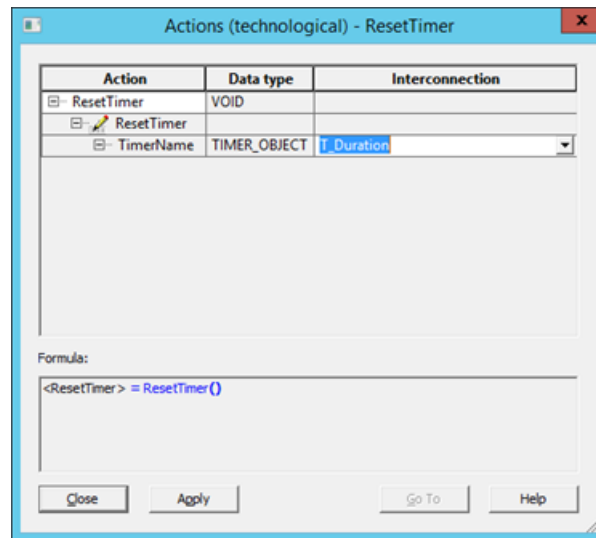 Actions (technological) - ResetTimer
x
Action Data type Interconnection
ResetTimer VOID
ResetTimer
TimerName TIMER_OBJECT T_Duration
Formula:
<ResetTimer> = ResetTimer()
Close Apply Go To Help